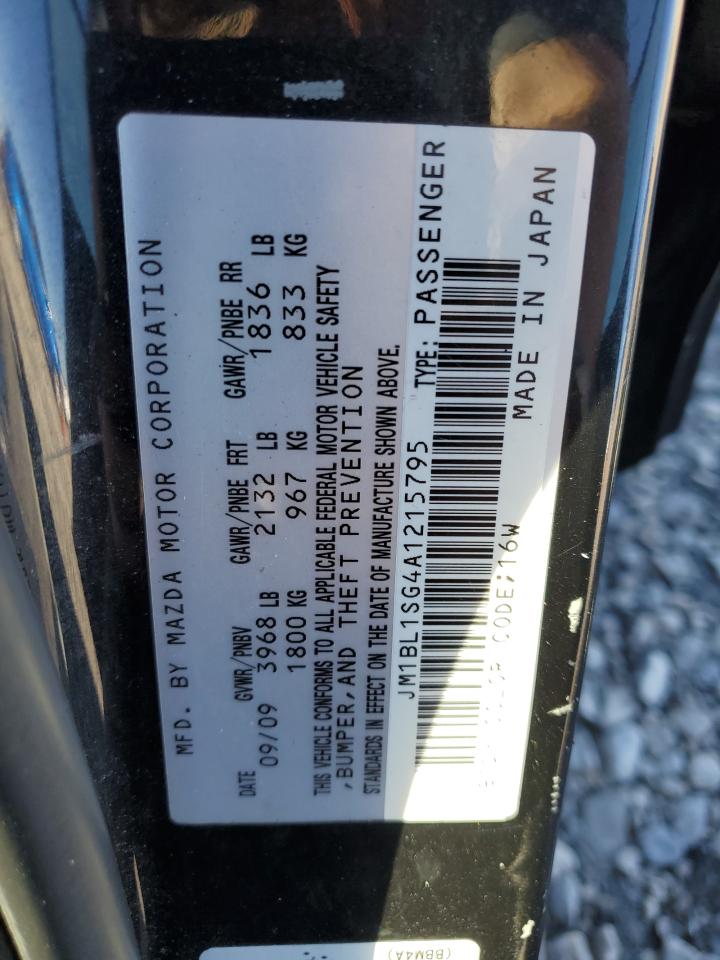 MFD. BY MAZDA MOTOR CORPORATION
DATE GVWR/PNBV GAWR/PNBE FRT GAWR/PNBE RR
09/09 3968 LB 2132 LB 1836 LB
1800 KG 967 KG 833 KG
THIS VEHICLE CONFORMS TO ALL APPLICABLE FEDERAL MOTOR VEHICLE SAFETY
,BUMPER,AND THEFT PREVENTION
STANDARDS IN EFFECT ON THE DATE OF MANUFACTURE SHOWN ABOVE.
JM1BL1SG4A1215795 TYPE: PASSENGER
CODE;16W MADE IN JAPAN
(BBM4A)